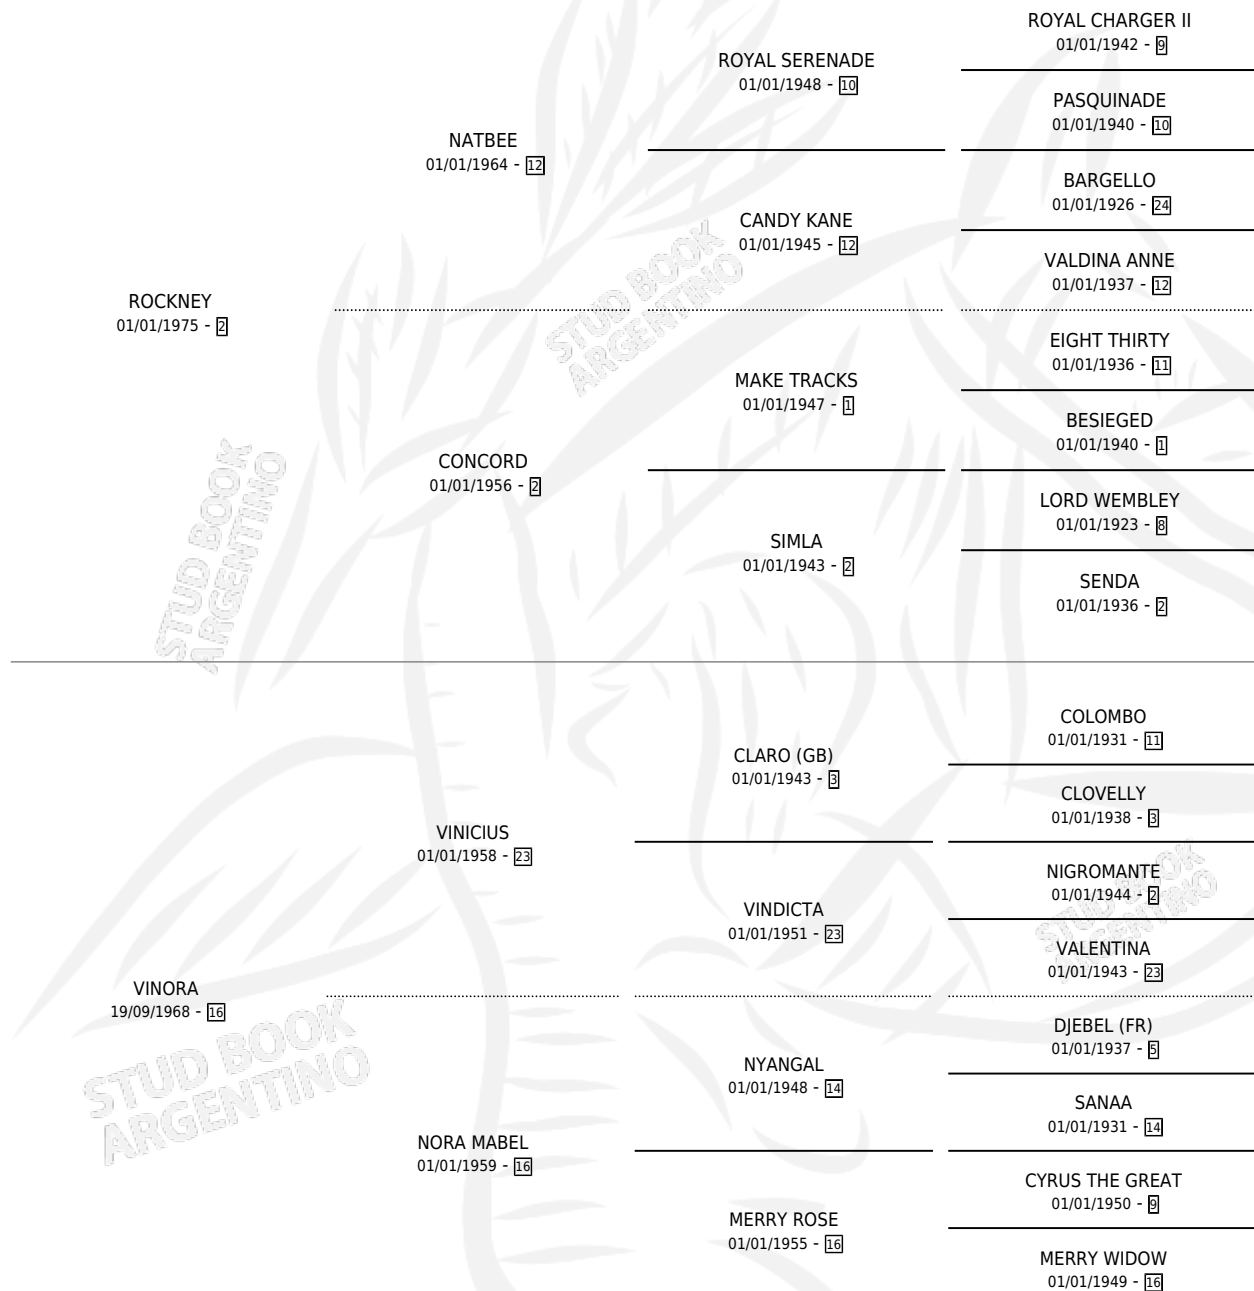 ROYAL CHARGER II
01/01/1942 - 9
ROYAL SERENADE
01/01/1948 - 10
PASQUINADE
01/01/1940 - 10
NATBEE
01/01/1964 - 12
BARGELLO
01/01/1926 - 24
CANDY KANE
01/01/1945 - 12
VALDINA ANNE
01/01/1937 - 12
ROCKNEY
01/01/1975 - 2
EIGHT THIRTY
01/01/1936 - 11
MAKE TRACKS
01/01/1947 - 1
BESIEGED
01/01/1940 - 1
CONCORD
01/01/1956 - 2
LORD WEMBLEY
01/01/1923 - 8
SIMLA
01/01/1943 - 2
SENDA
01/01/1936 - 2
COLOMBO
01/01/1931 - 11
CLARO (GB)
01/01/1943 - 3
CLOVELLY
01/01/1938 - 3
VINICIUS
01/01/1958 - 23
NIGROMANTE
01/01/1944 - 2
VINDICTA
01/01/1951 - 23
VALENTINA
01/01/1943 - 23
VINORA
19/09/1968 - 16
DJEBEL (FR)
01/01/1937 - 5
NYANGAL
01/01/1948 - 14
SANAA
01/01/1931 - 14
NORA MABEL
01/01/1959 - 16
CYRUS THE GREAT
01/01/1950 - 9
MERRY ROSE
01/01/1955 - 16
MERRY WIDOW
01/01/1949 - 16
STUD BOOK
ARGENTINO
STUD BOOK
ARGENTINO
STUD BOOK
ARGENTINO
STUD BOOK
ARGENTINO